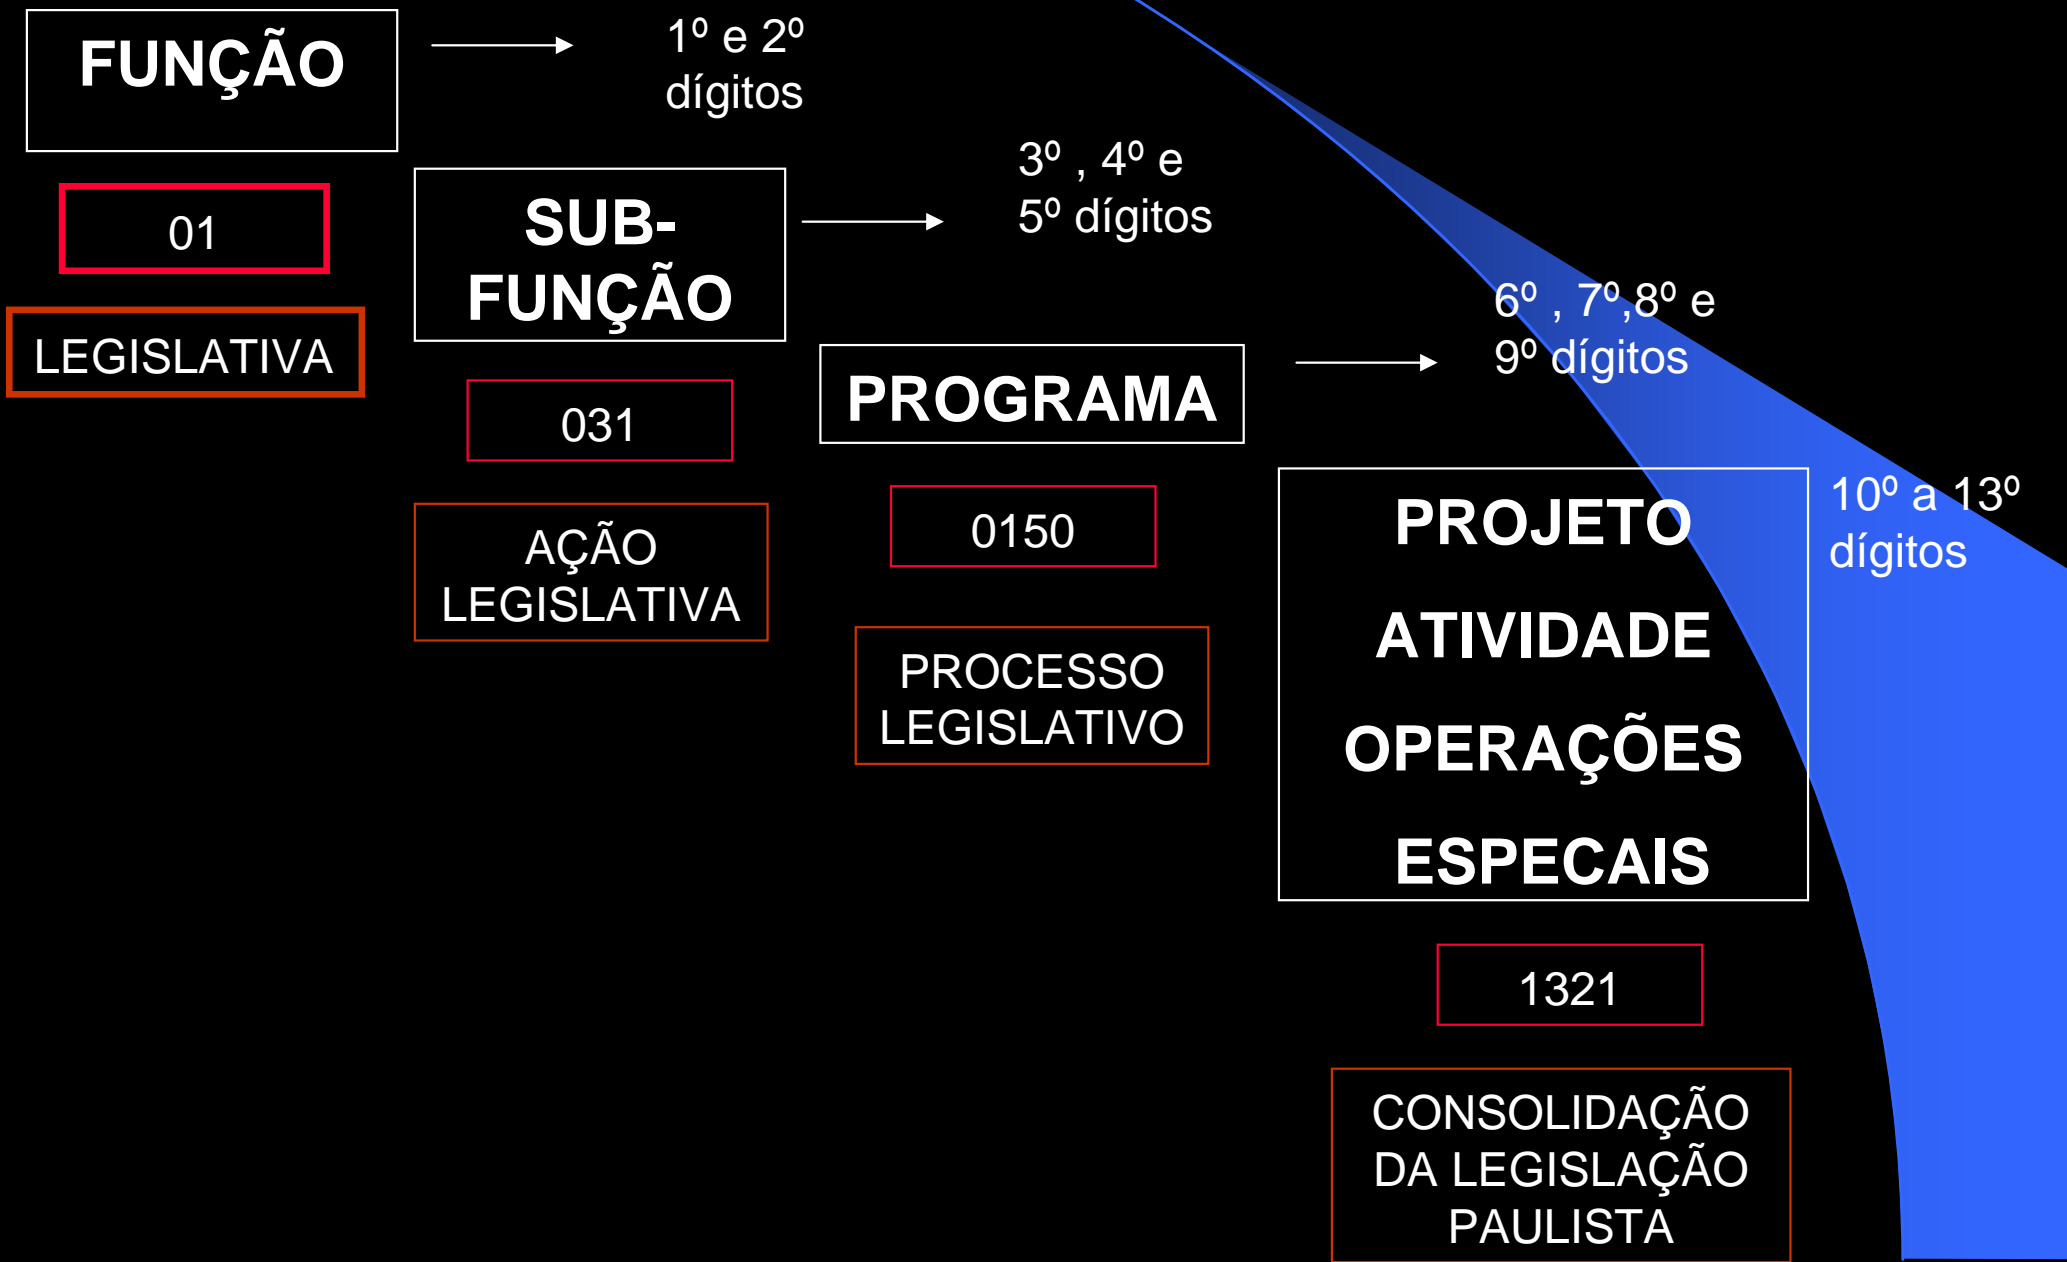 FUNÇÃO
1º e 2º
dígitos
01
LEGISLATIVA
SUB-
FUNÇÃO
3º , 4º e
5º dígitos
031
AÇÃO
LEGISLATIVA
PROGRAMA
6º , 7º,8º e
9º dígitos
0150
PROCESSO
LEGISLATIVO
PROJETO
ATIVIDADE
OPERAÇÕES
ESPECAIS
10º a 13º
dígitos
1321
CONSOLIDAÇÃO
DA LEGISLAÇÃO
PAULISTA